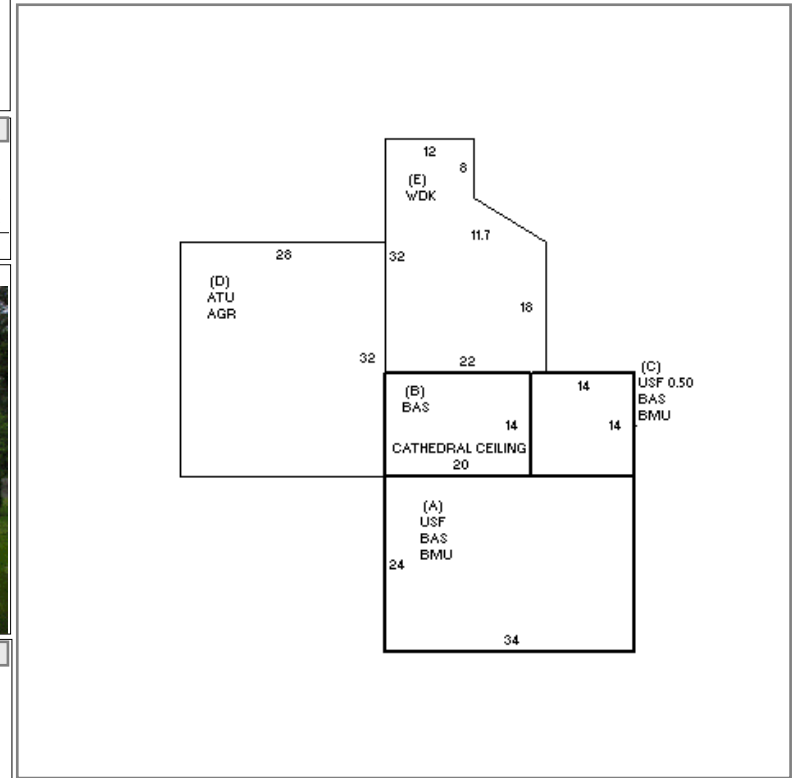 12
8
(E)
WDK
11.7
28
32
(D)
ATU
AGR
18
32
22
(C)
USF 0.50
BAS
BMU
14
(B)
BAS
14
14
CATHEDRAL CEILING
20
(A)
USF
BAS
BMU
24
34